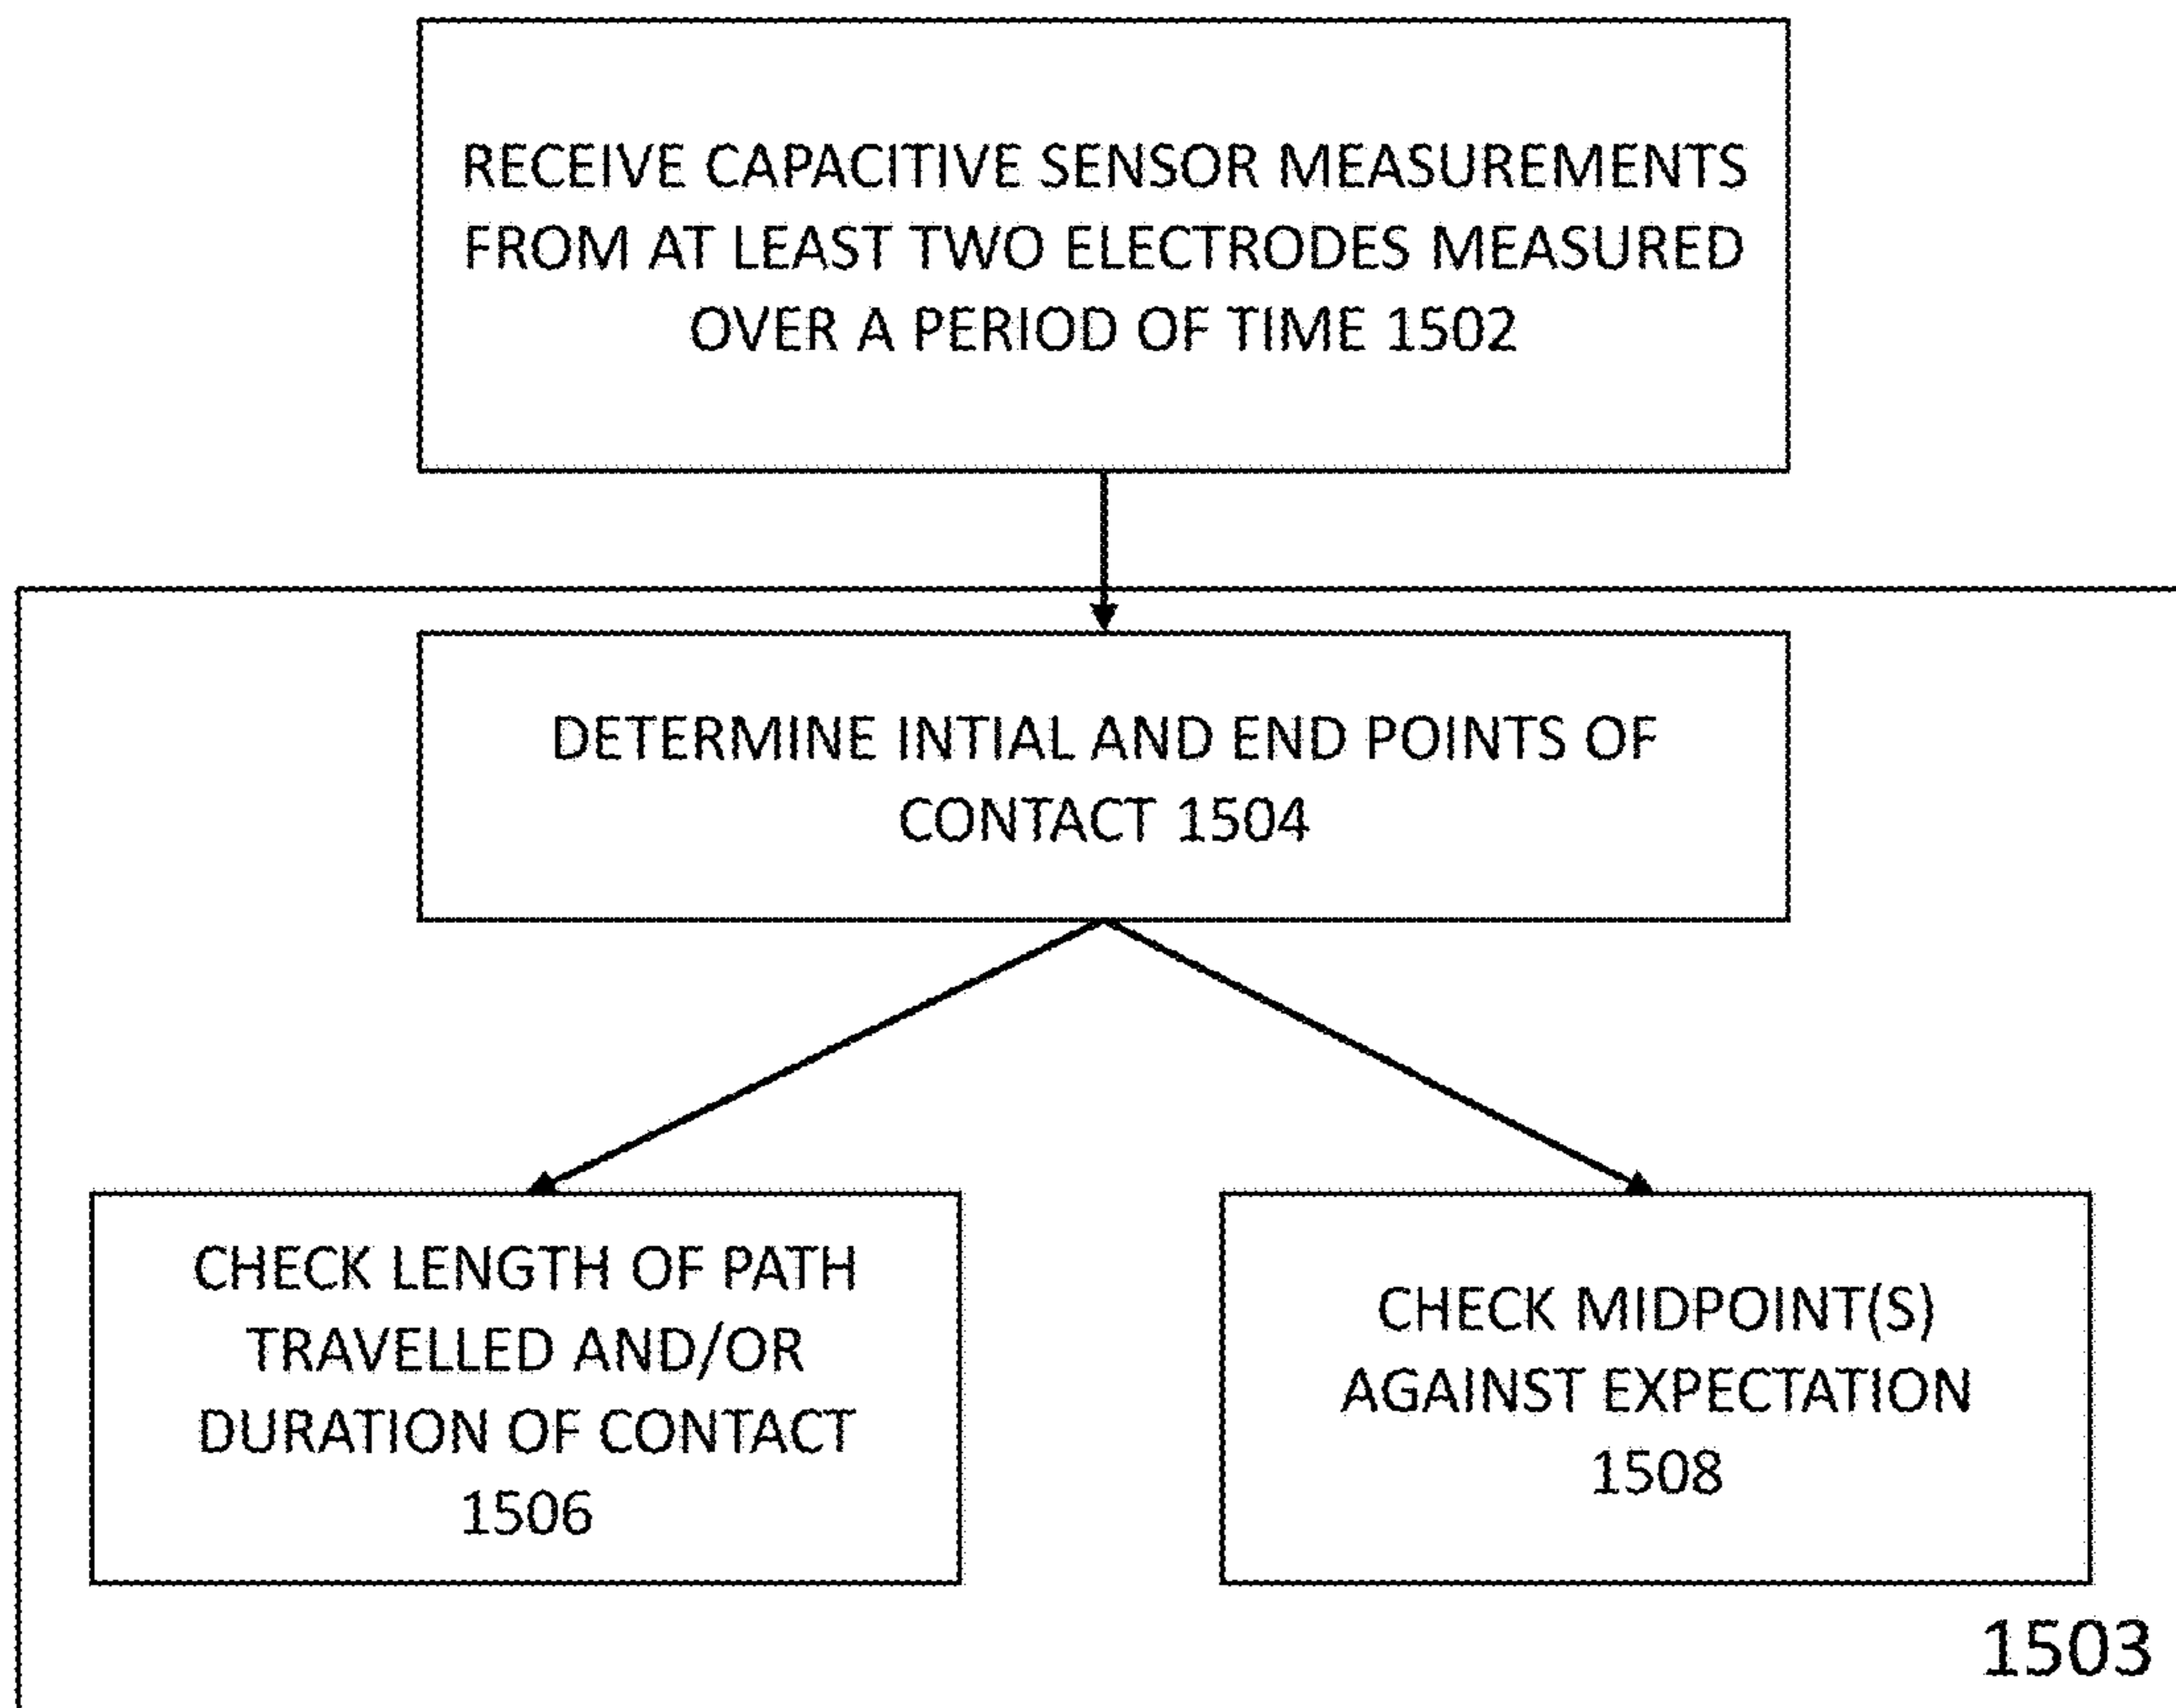 RECEIVE CAPACITIVE SENSOR MEASUREMENTS
FROM AT LEAST TWO ELECTRODES MEASURED
OVER A PERIOD OF TIME 1502
DETERMINE INTIAL AND END POINTS OF
CONTACT 1504
CHECK LENGTH OF PATH
TRAVELLED AND/OR
DURATION OF CONTACT
1506
CHECK MIDPOINT(S)
AGAINST EXPECTATION
1508
1503